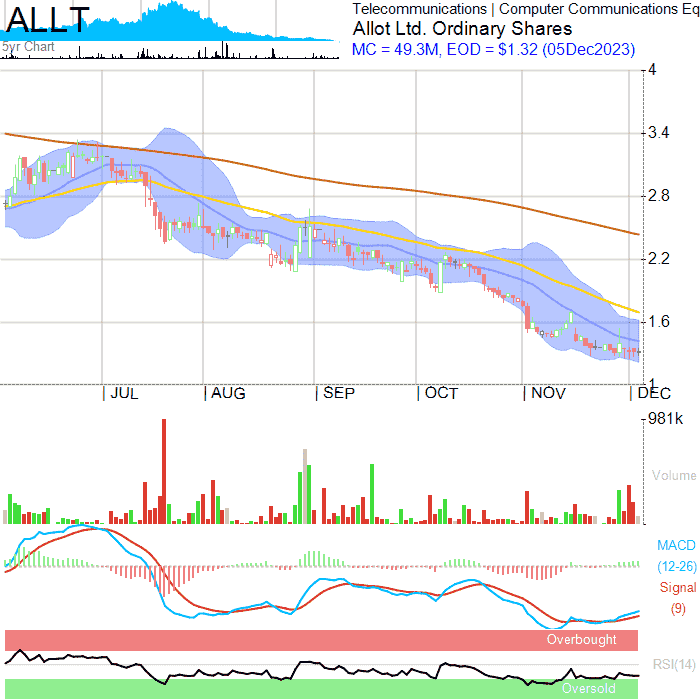 ALLT
5yr Chart
Telecommunications | Computer Communications Eq
Allot Ltd. Ordinary Shares
MC = 49.3M, EOD = $1.32 (05Dec2023)
4
3.4
2.8
2.2
1.6
1
JUL AUG SEP OCT NOV DEC
981k
Volume
MACD
(12-26)
Signal
(9)
Overbought
RSI(14)
Oversold